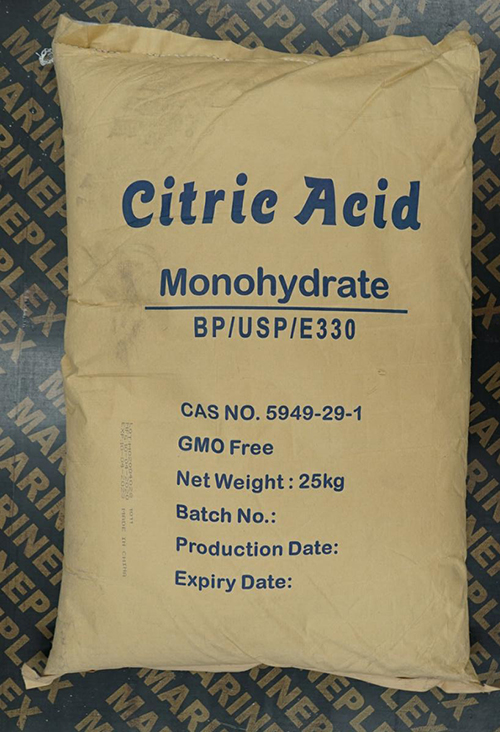 Citric Acid
Monohydrate
BP/USP/E330
CAS NO. 5949-29-1
GMO Free
Net Weight : 25kg
Batch No.:
Production Date:
Expiry Date:
MARINEPLEX